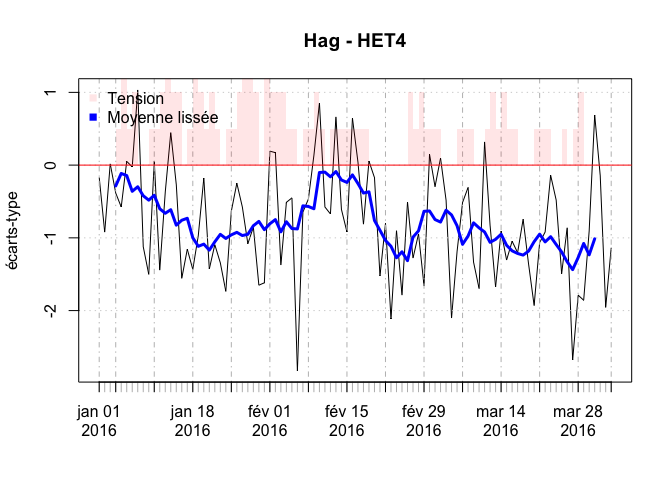 Hag - HET4
Tension
Moyenne lissée
écarts-type
1
0
-1
-2
jan 01
2016
jan 18
2016
fév 01
2016
fév 15
2016
fév 29
2016
mar 14
2016
mar 28
2016